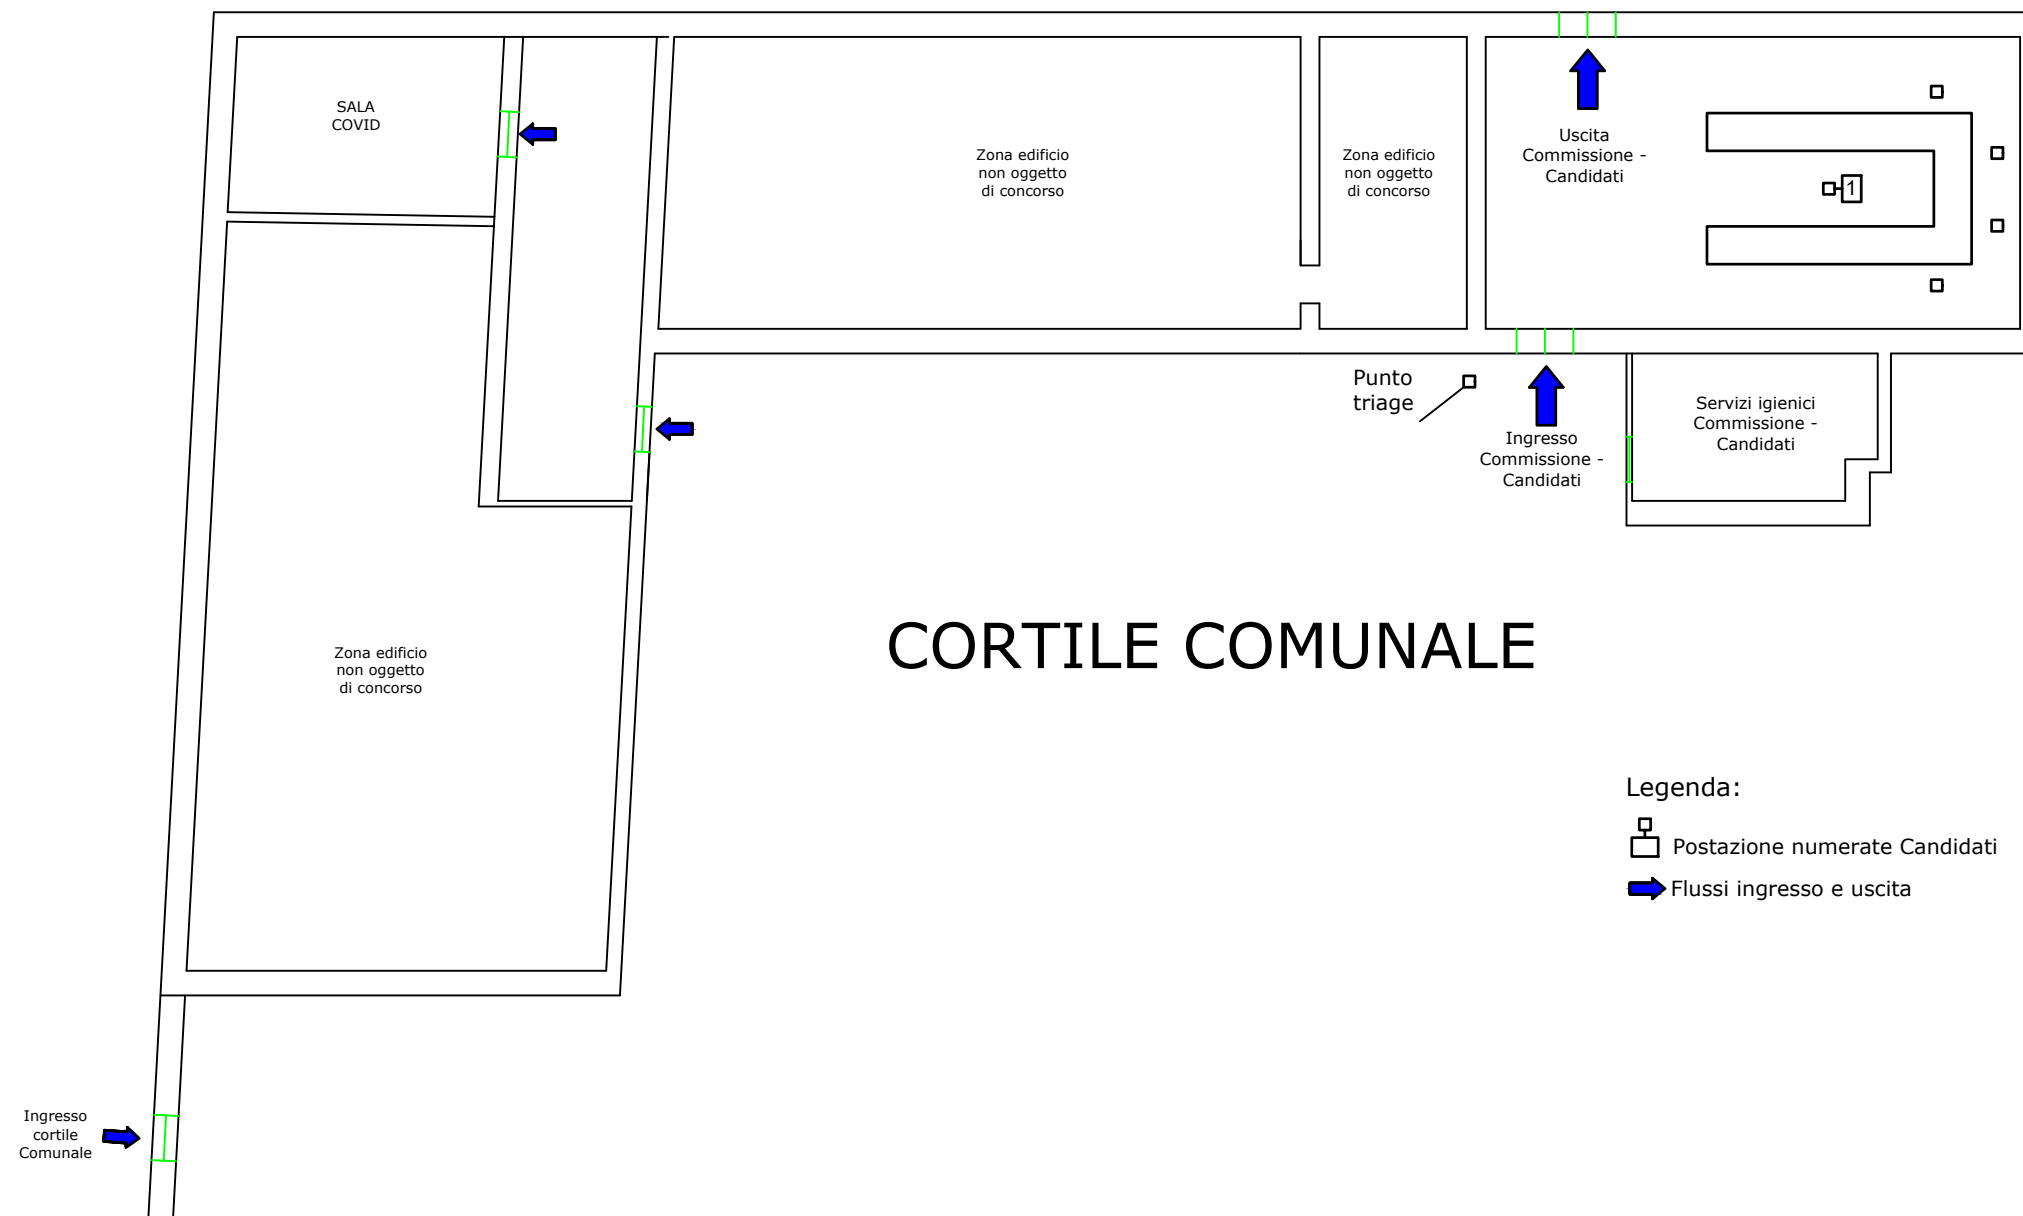 SALA
COVID
Zona edificio
non oggetto
di concorso
Zona edificio
non oggetto
di concorso
Uscita
Commissione -
Candidati
1
Punto
triage
Ingresso
Commissione -
Candidati
Servizi igienici
Commissione -
Candidati
CORTILE COMUNALE
Zona edificio
non oggetto
di concorso
Legenda:
Postazione numerate Candidati
Flussi ingresso e uscita
Ingresso
cortile
Comunale